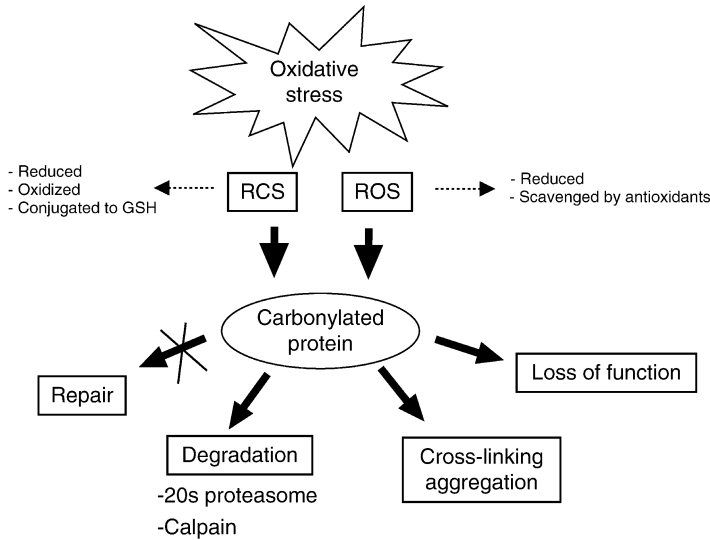 Oxidative
stress
- Reduced
- Oxidized
- Conjugated to GSH
RCS
ROS
- Reduced
- Scavenged by antioxidants
Carbonylated
protein
Repair
Loss of function
Degradation
-20s proteasome
-Calpain
Cross-linking
aggregation